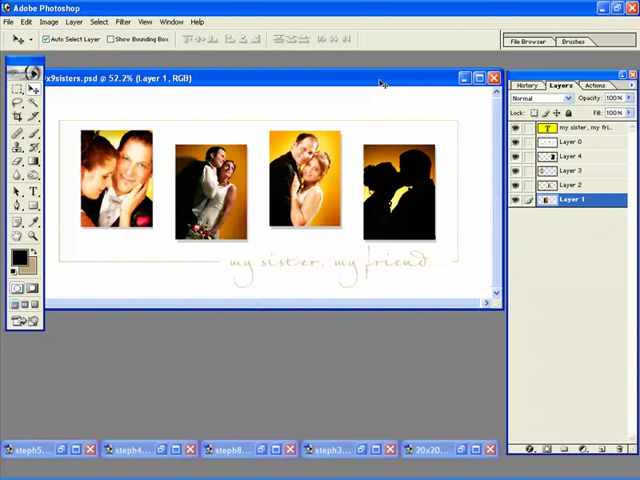 Adobe Photoshop
File Edit Image Layer Select Filter View Window Help
Auto Select Layer Show Bounding Box
File Browser Brushes
x9sisters.psd @ 52.2% (Layer 1, RGB)
History Layers Actions
Normal Opacity: 100%
Lock: Fill: 100%
T my sister, my fri...
Layer 0
Layer 4
Layer 3
Layer 2
Layer 1
my sister, my friend
steph5... steph4... steph8... steph3... 20x20...